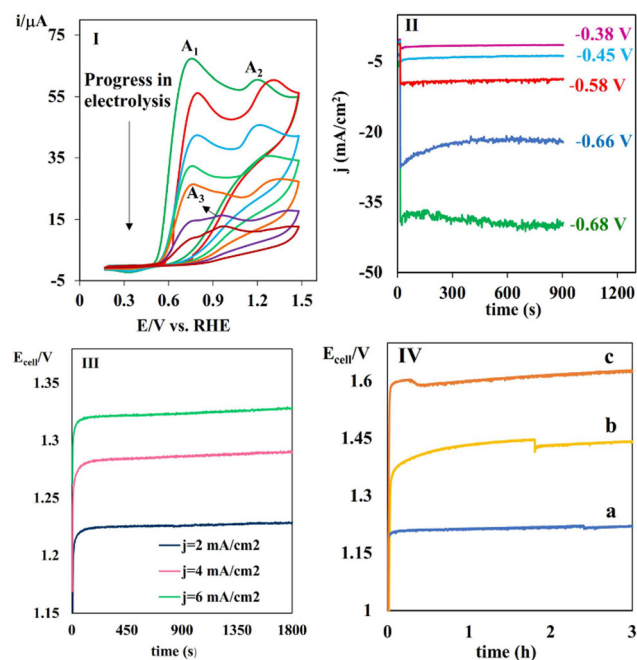 i/µA
I
75
55
35
15
-5
A₁
A₂
A₃
Progress in
electrolysis
0 0.3 0.6 0.9 1.2 1.5
E/V vs. RHE
II
-5
-20
-35
-50
j (mA/cm²)
-0.38 V
-0.45 V
-0.58 V
-0.66 V
-0.68 V
0 300 600 900 1200
time (s)
E_cell/V
III
1.35
1.3
1.25
1.2
1.15
j=2 mA/cm2
j=4 mA/cm2
j=6 mA/cm2
0 450 900 1350 1800
time (s)
E_cell/V
IV
1.6
1.45
1.3
1.15
1
c
b
a
0 1 2 3
time (h)